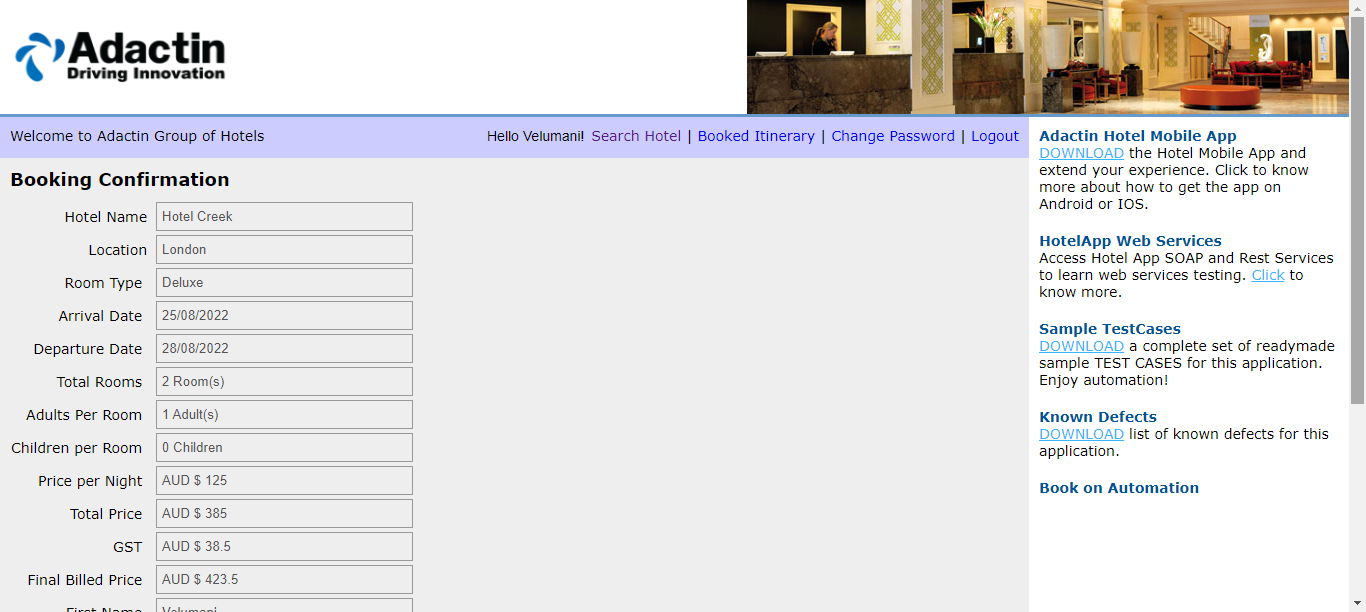 Adactin
Driving Innovation
Welcome to Adactin Group of Hotels
Hello Velumani! Search Hotel | Booked Itinerary | Change Password | Logout
Booking Confirmation
Hotel Name Hotel Creek
Location London
Room Type Deluxe
Arrival Date 25/08/2022
Departure Date 28/08/2022
Total Rooms 2 Room(s)
Adults Per Room 1 Adult(s)
Children per Room 0 Children
Price per Night AUD $ 125
Total Price AUD $ 385
GST AUD $ 38.5
Final Billed Price AUD $ 423.5
First Name Velumani
Adactin Hotel Mobile App
DOWNLOAD the Hotel Mobile App and
extend your experience. Click to know
more about how to get the app on
Android or IOS.
HotelApp Web Services
Access Hotel App SOAP and Rest Services
to learn web services testing. Click to
know more.
Sample TestCases
DOWNLOAD a complete set of readymade
sample TEST CASES for this application.
Enjoy automation!
Known Defects
DOWNLOAD list of known defects for this
application.
Book on Automation